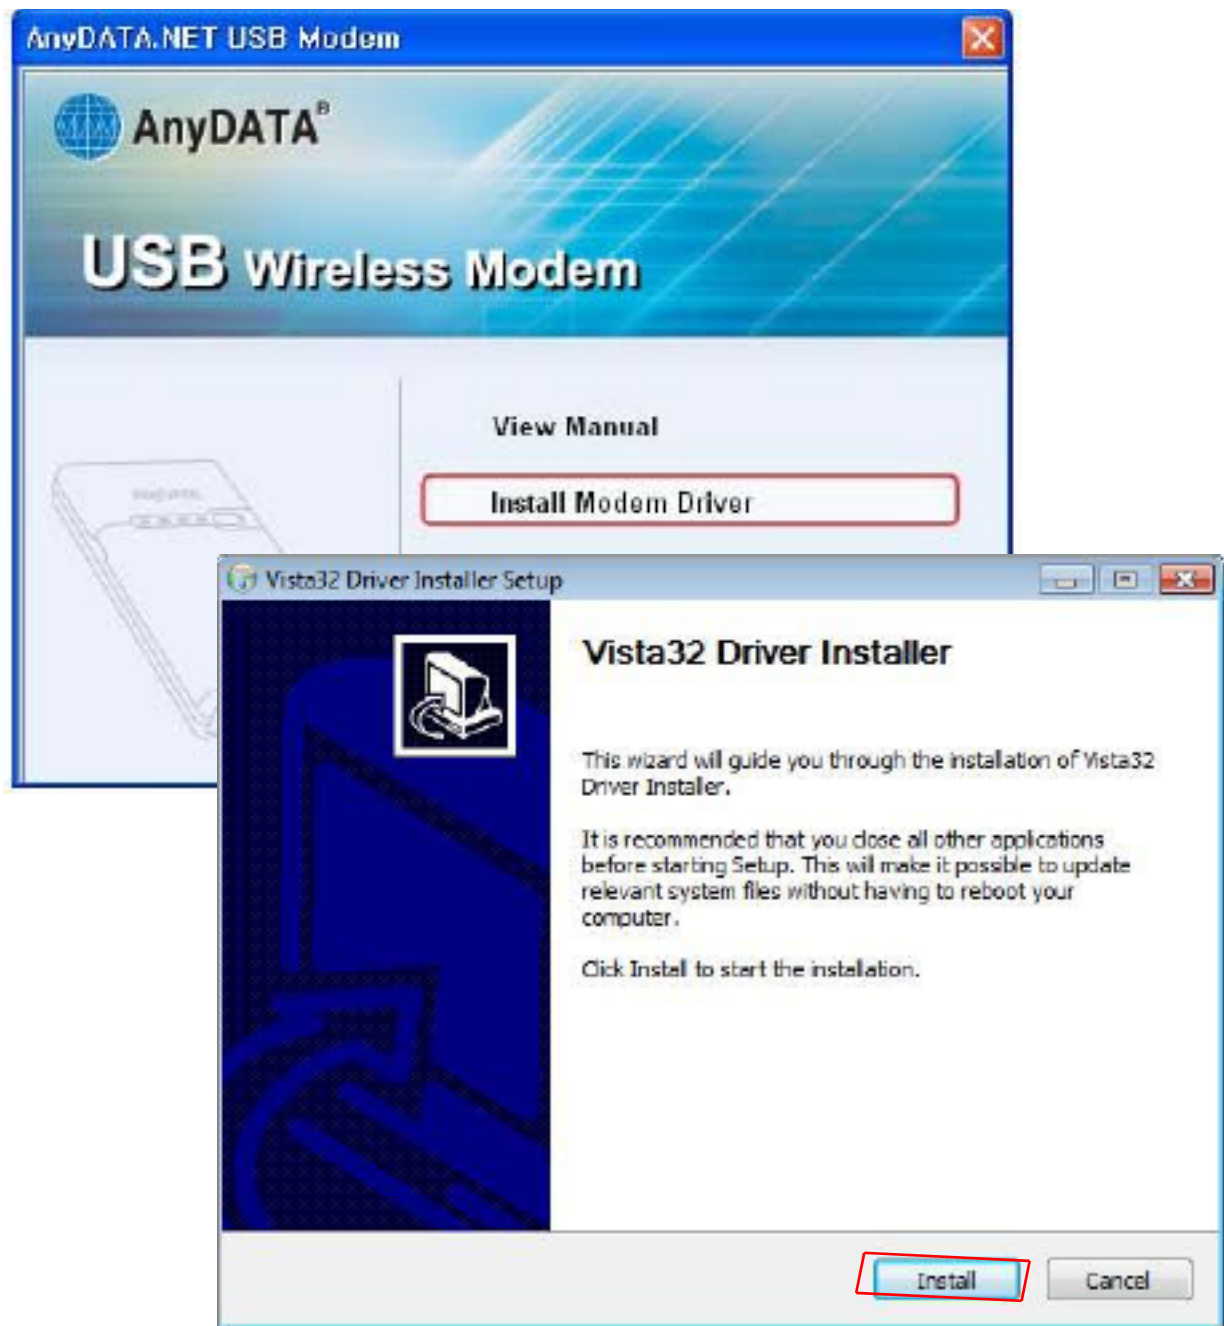 AnyDATA.NET USB Modem
AnyDATA®
USB Wireless Modem
View Manual
Install Modem Driver
Vista32 Driver Installer Setup
Vista32 Driver Installer
This wizard will guide you through the installation of Vista32
Driver Installer.
It is recommended that you close all other applications
before starting Setup. This will make it possible to update
relevant system files without having to reboot your
computer.
Click Install to start the installation.
Install
Cancel